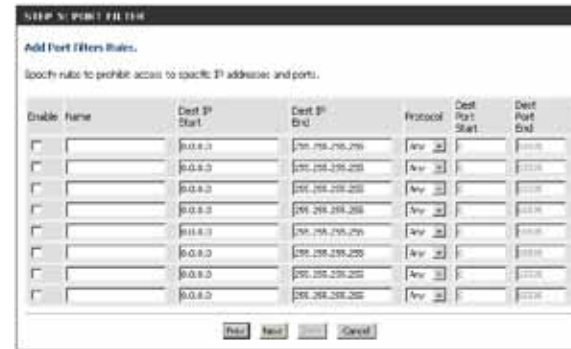 STEP 5: PORT FILTER
Add Port Filters Rules.
Specify rules to prohibit access to specific IP addresses and ports.
Enable Name Dest IP Start Dest IP End Protocol Dest Port Start Dest Port End
0.0.0.0 255.255.255.255 Any
0.0.0.0 255.255.255.255 Any
0.0.0.0 255.255.255.255 Any
0.0.0.0 255.255.255.255 Any
0.0.0.0 255.255.255.255 Any
0.0.0.0 255.255.255.255 Any
0.0.0.0 255.255.255.255 Any
0.0.0.0 255.255.255.255 Any
Prev Next Save Cancel